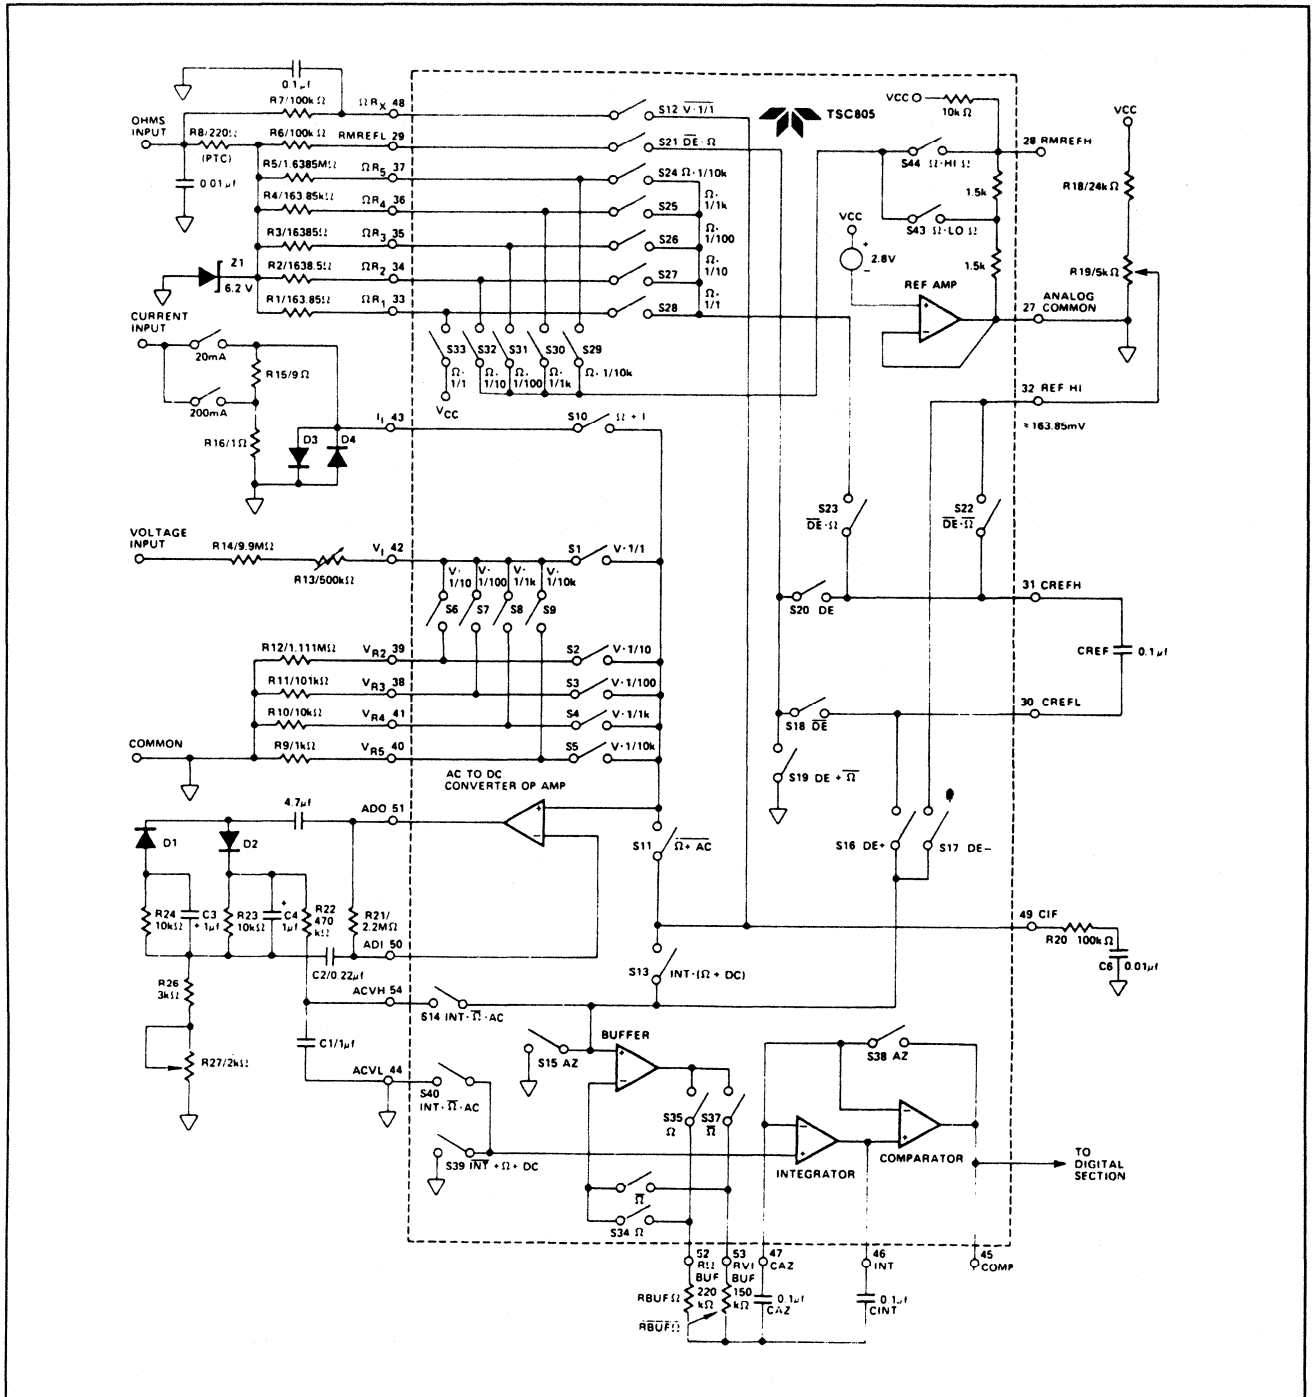 0.1µf
R7/100kΩ
ΩRX 48
S12 V·1/1
TSC805
VCC
10kΩ
VCC
OHMS
INPUT
R8/220Ω
(PTC)
R6/100kΩ
RMREFL 29
S21 DE·Ω
S44 Ω·HI Ω
28 RMREFH
0.01µf
R5/1.6385MΩ
ΩR5 37
S24 Ω·1/10k
R4/163.85kΩ
ΩR4 36
S25
Ω·
1/1k
1.5k
R18/24kΩ
R3/16385Ω
ΩR3 35
S26
Ω·
1/100
S43 Ω·LO Ω
VCC
+
2.8V
−
1.5k
Z1
6.2 V
R2/1638.5Ω
ΩR2 34
S27
Ω·
1/10
R19/5kΩ
R1/163.85Ω
ΩR1 33
S28
Ω·
1/1
REF AMP
+
−
27 ANALOG
COMMON
CURRENT
INPUT
20mA
R15/9Ω
200mA
R16/1Ω
D3
D4
S33
S32
S31
S30
S29
Ω·
1/1
Ω·
1/10
Ω·
1/100
Ω·
1/1k
Ω·1/10k
VCC
32 REF HI
≈163.85mV
II 43
S10
Ω + I
S23
DE·Ω
S22
DE·Ω
VOLTAGE
INPUT
R14/9.9MΩ
R13/500kΩ
VI 42
S1
V·1/1
V·
1/10
V·
1/100
V·
1/1k
V·
1/10k
S6
S7
S8
S9
S20 DE
31 CREFH
CREF
0.1µf
R12/1.111MΩ
VR2 39
S2
V·1/10
R11/101kΩ
VR3 38
S3
V·1/100
R10/10kΩ
VR4 41
S4
V·1/1k
S18 DE
30 CREFL
COMMON
R9/1kΩ
VR5 40
S5
V·1/10k
S19 DE + Ω
AC TO DC
CONVERTER OP AMP
+
−
4.7µf
ADO 51
D1
D2
S11
Ω + AC
S16 DE+
S17 DE−
R24
10kΩ
C3
+ 1µf
R23
10kΩ
+
C4
1µf
R22
470
kΩ
R21/
2.2MΩ
ADI 50
C2/0.22µf
49 CIF
R20
100kΩ
C6
0.01µf
S13
INT·(Ω + DC)
R26
3kΩ
ACVH 54
S14 INT·Ω·AC
R27/2kΩ
C1/1µf
ACVL 44
S40
INT·Ω·AC
S15 AZ
BUFFER
+
−
S38 AZ
S35
Ω
S37
Ω
−
+
INTEGRATOR
−
+
COMPARATOR
S39 INT + Ω + DC
TO
DIGITAL
SECTION
Ω
S34 Ω
52
RΩ
BUF
53
RVI
BUF
47
CAZ
46
INT
45
COMP
RBUFΩ
220
kΩ
150
kΩ
RBUFΩ
0.1µf
CAZ
0.1µf
CINT